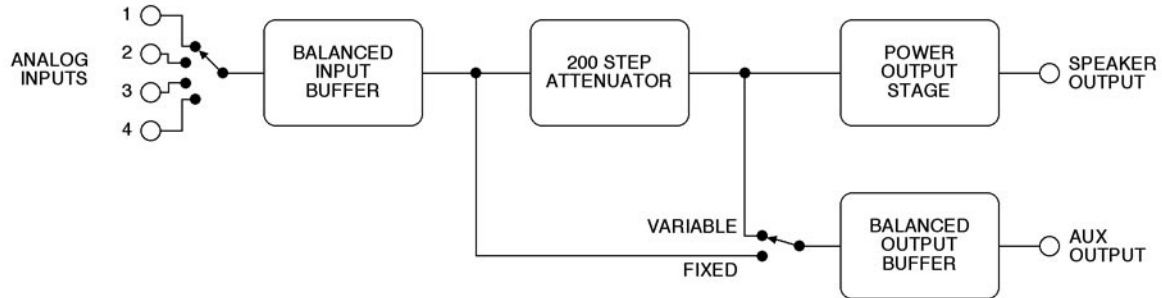 ANALOG
INPUTS
1
2
3
4
BALANCED
INPUT
BUFFER
200 STEP
ATTENUATOR
POWER
OUTPUT
STAGE
SPEAKER
OUTPUT
VARIABLE
FIXED
BALANCED
OUTPUT
BUFFER
AUX
OUTPUT